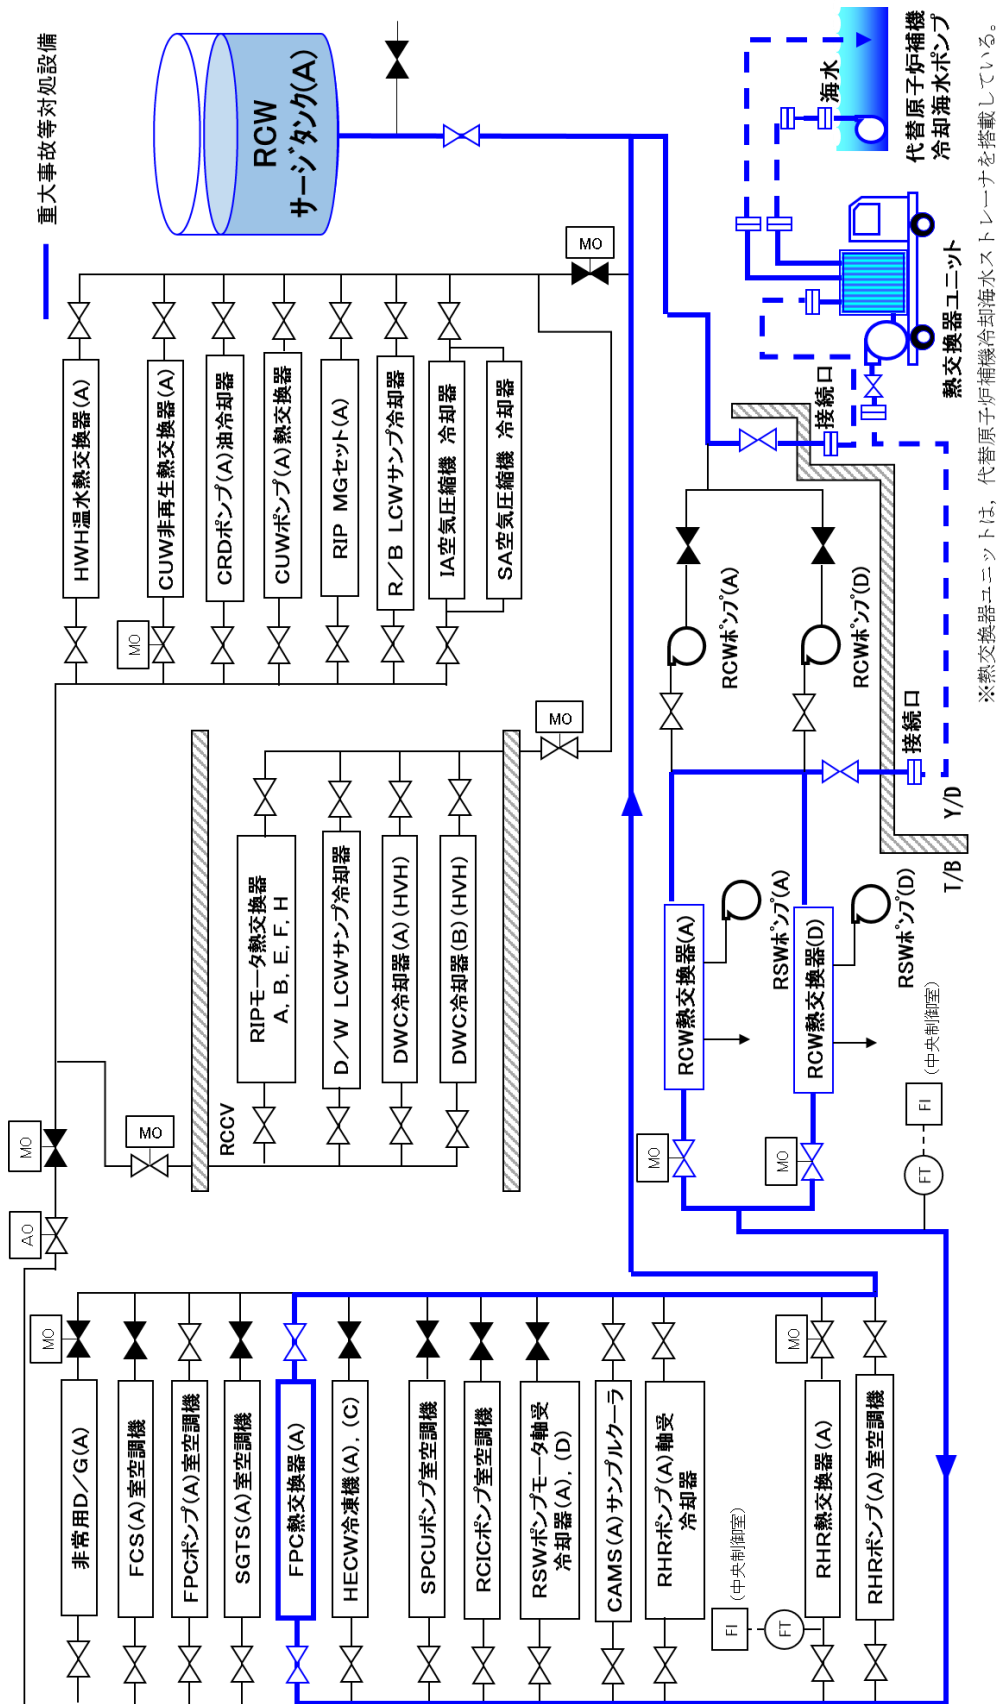 重大事故等対処設備
RCW
サージタンク(A)
MO
HWH温水熱交換器(A)
CUW非再生熱交換器(A)
CRDポンプ(A)油冷却器
CUWポンプ(A)熱交換器
RIP MGセット(A)
R/B LCWサンプ冷却器
IA空気圧縮機 冷却器
SA空気圧縮機 冷却器
MO
MO
RCCV
RIPモータ熱交換器
A, B, E, F, H
D/W LCWサンプ冷却器
DWC冷却器(A)(HVH)
DWC冷却器(B)(HVH)
MO
MO
AO
海水
代替原子炉補機
冷却海水ポンプ
熱交換器ユニット
接続口
RCWポンプ(A)
RCWポンプ(D)
接続口
Y/D
T/B
RCW熱交換器(A)
RSWポンプ(A)
RCW熱交換器(D)
RSWポンプ(D)
MO
MO
(中央制御室)
FI
FT
MO
非常用D/G(A)
FCS(A)室空調機
FPCポンプ(A)室空調機
SGTS(A)室空調機
FPC熱交換器(A)
HECW冷凍機(A), (C)
SPCUポンプ室空調機
RCICポンプ室空調機
RSWポンプモータ軸受
冷却器(A), (D)
CAMS(A)サンプルクーラ
RHRポンプ(A)軸受
冷却器
(中央制御室)
FI
FT
MO
RHR熱交換器(A)
RHRポンプ(A)室空調機
※熱交換器ユニットは，代替原子炉補機冷却海水ストレーナを搭載している。